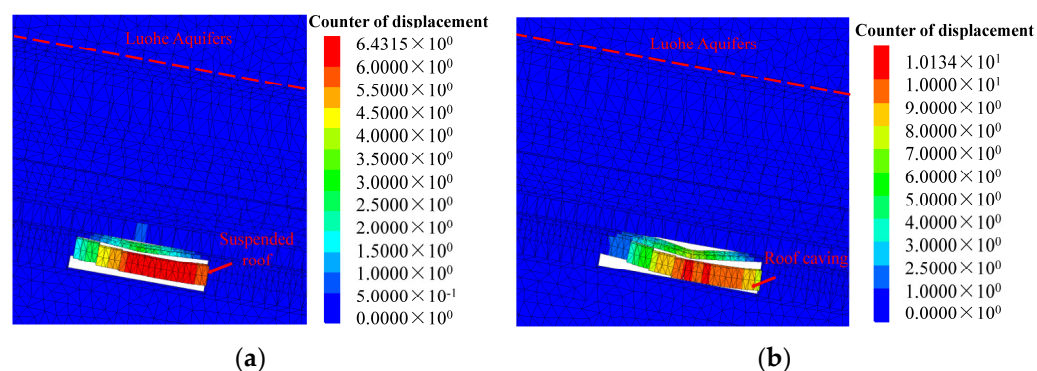 Counter of displacement
Luohe Aquifers
6.4315×10⁰
6.0000×10⁰
5.5000×10⁰
4.5000×10⁰
4.0000×10⁰
3.5000×10⁰
3.0000×10⁰
2.5000×10⁰
2.0000×10⁰
1.5000×10⁰
1.0000×10⁰
5.0000×10⁻¹
0.0000×10⁰
Suspended
roof
(a)
Counter of displacement
Luohe Aquifers
1.0134×10¹
1.0000×10¹
9.0000×10⁰
8.0000×10⁰
7.0000×10⁰
6.0000×10⁰
5.0000×10⁰
4.0000×10⁰
3.0000×10⁰
2.5000×10⁰
1.0000×10⁰
0.0000×10⁰
Roof caving
(b)